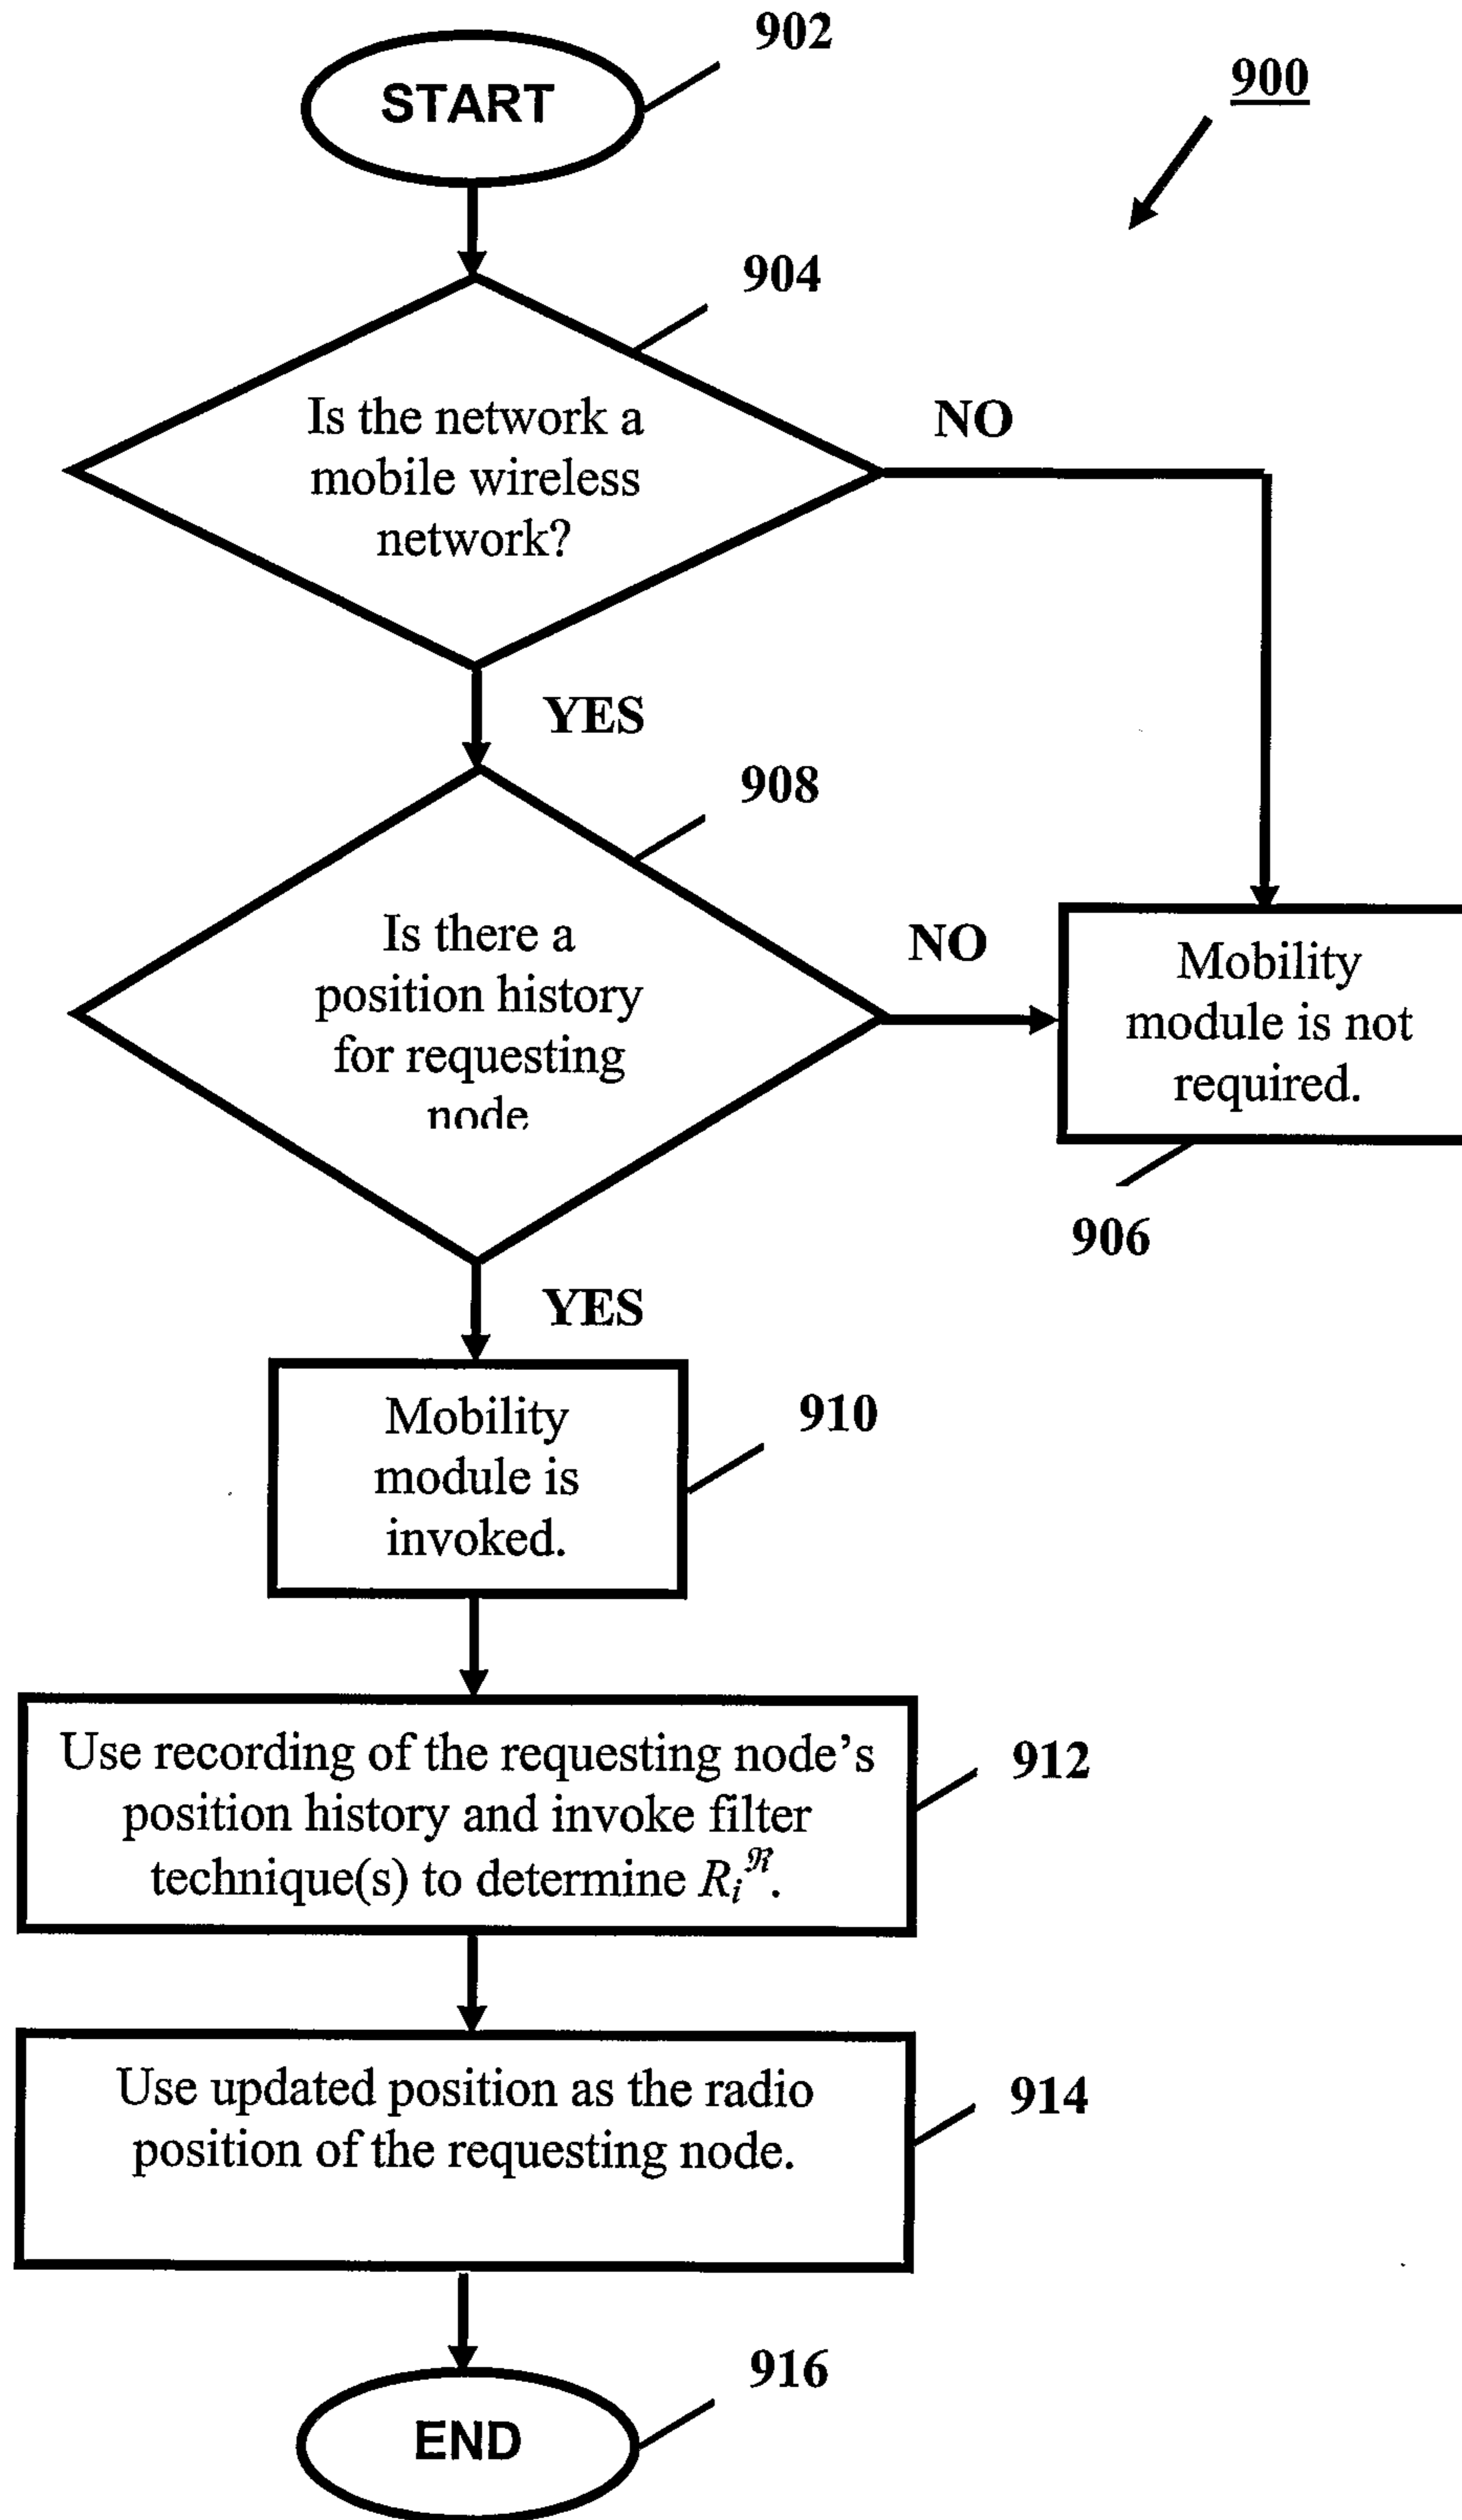 902
START
900
904
Is the network a
mobile wireless
network?
NO
YES
908
Is there a
position history
for requesting
node
NO
Mobility
module is not
required.
906
YES
Mobility
module is
invoked.
910
Use recording of the requesting node's
position history and invoke filter
technique(s) to determine Rᵢ^ℜ.
912
Use updated position as the radio
position of the requesting node.
914
916
END